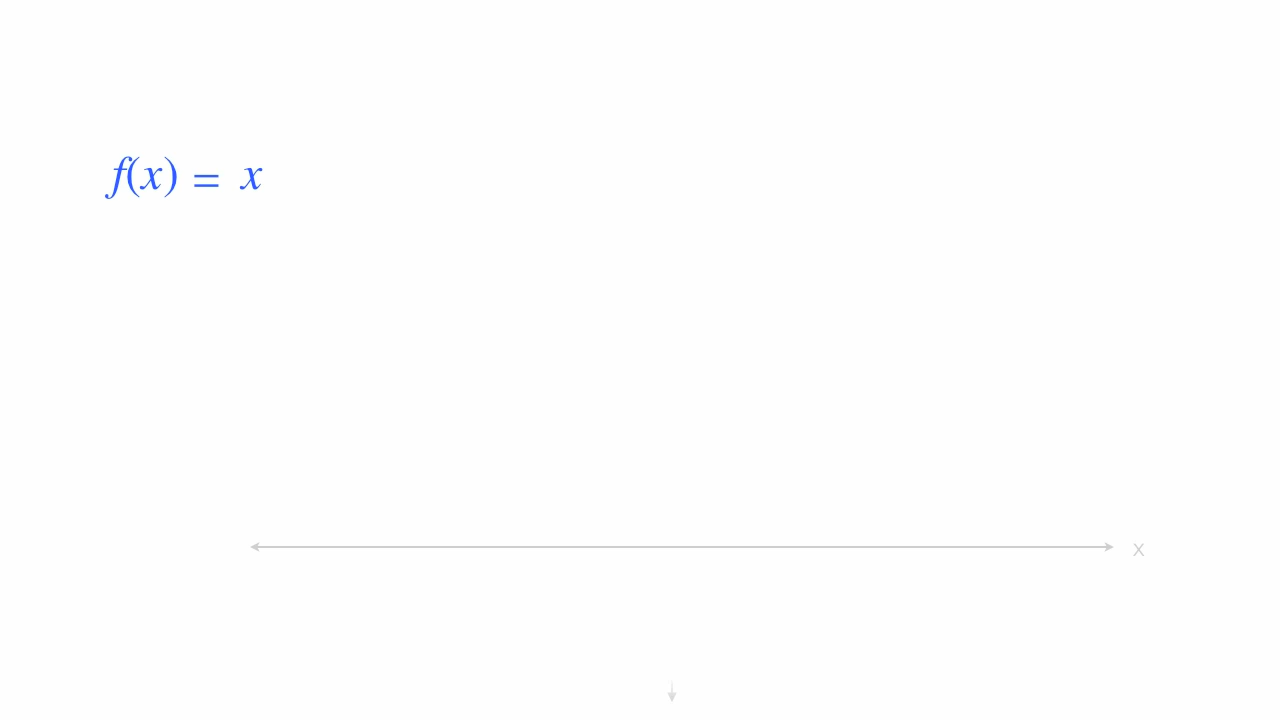 f(x) = x
x